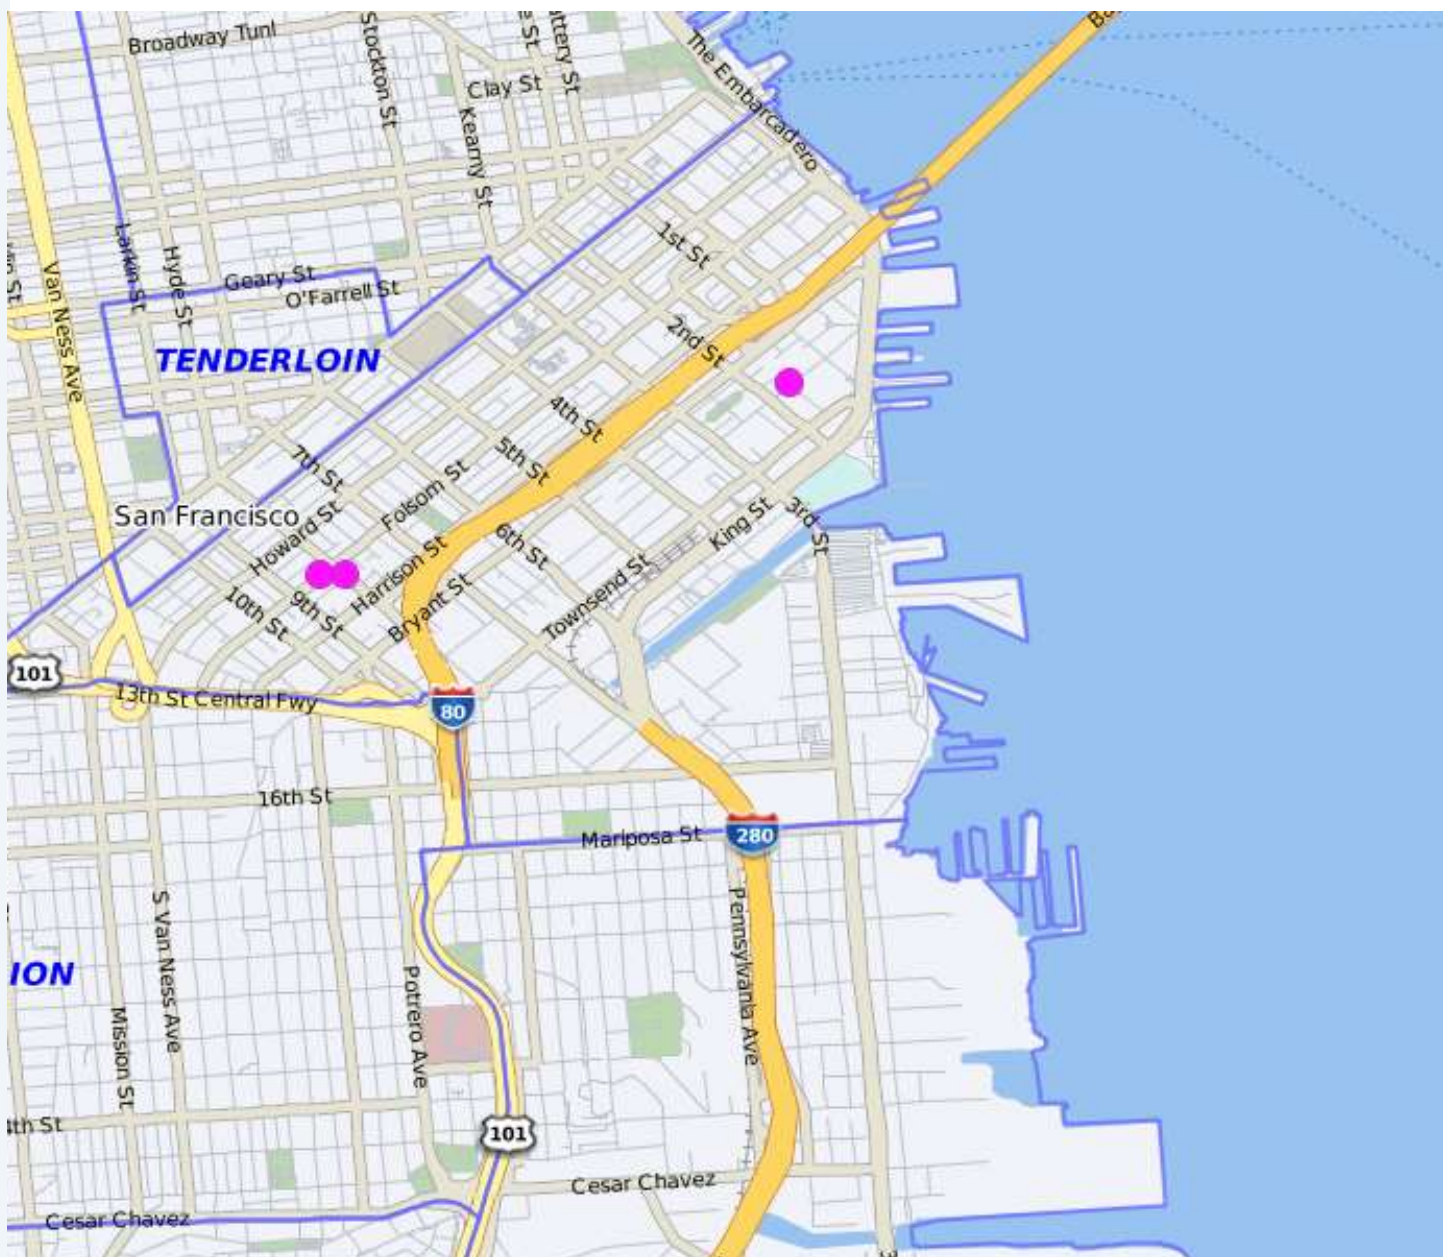 Broadway Tunl
Stockton St
Clay St
Kearny St
The Embarcadero
Larkin St
Hyde St
Geary St
O'Farrell St
1st St
Van Ness Ave
TENDERLOIN
2nd St
4th St
5th St
7th St
Folsom St
San Francisco
Howard St
6th St
King St
3rd St
Harrison St
Townsend St
Bryant St
9th St
10th St
101
13th St Central Fwy
80
16th St
Mariposa St
280
S Van Ness Ave
Pennsylvania Ave
ION
Potrero Ave
Mission St
4th St
101
Cesar Chavez
Cesar Chavez